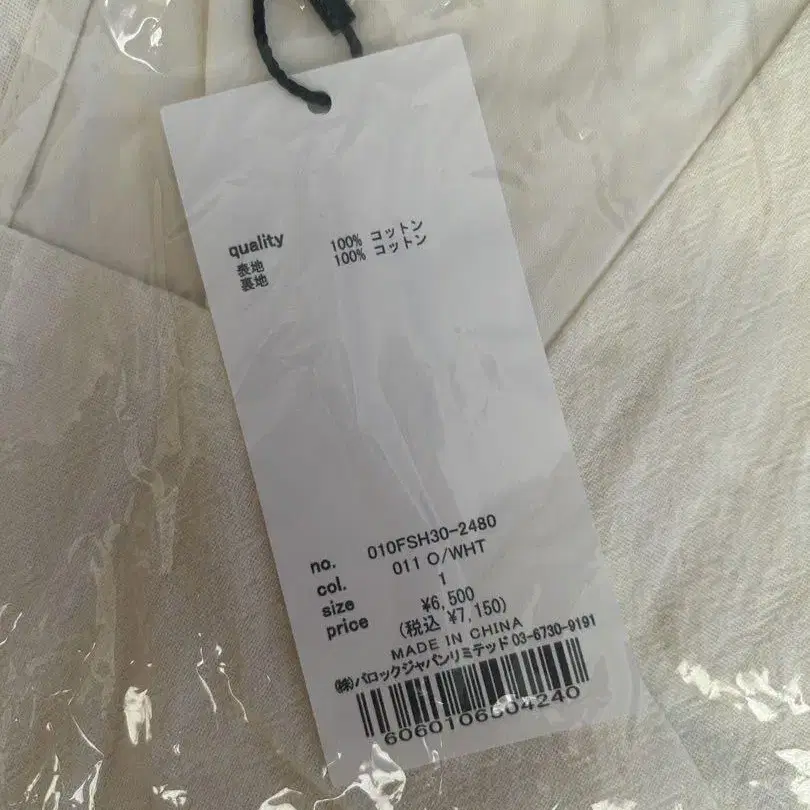 quality
表地 100% コットン
裏地 100% コットン
no. 010FSH30-2480
col. 011 O/WHT
size 1
price ¥6,500
(税込 ¥7,150)
MADE IN CHINA
㈱バロックジャパンリミテッド 03-6730-9191
6060106604240